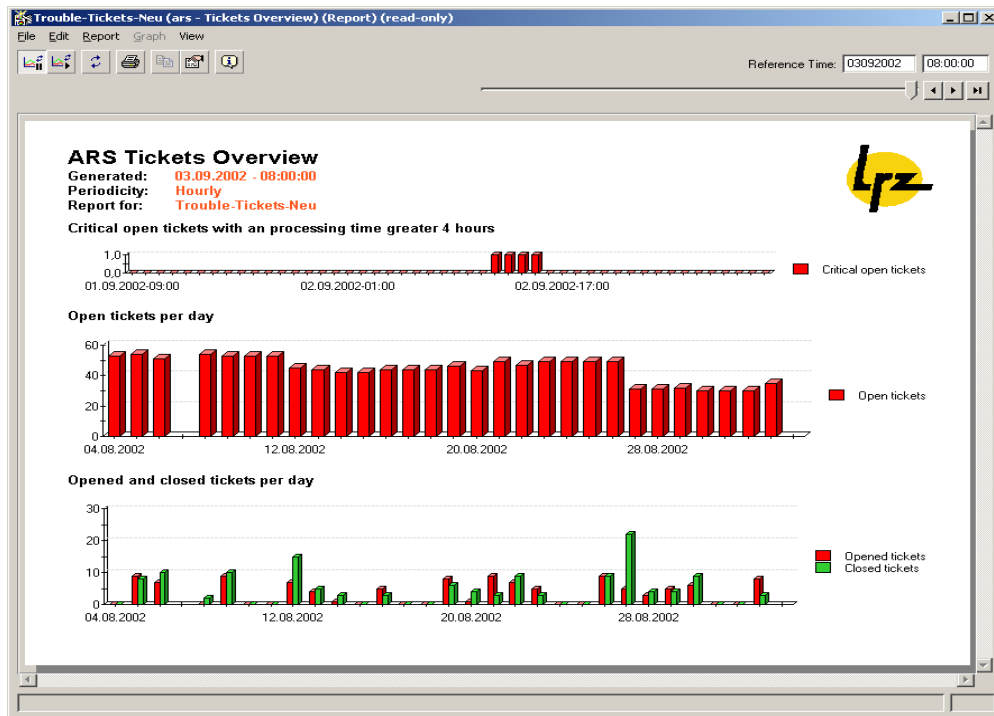 Trouble-Tickets-Neu (ars - Tickets Overview) (Report) (read-only)
File Edit Report Graph View
Reference Time: 03092002 08:00:00
ARS Tickets Overview
Generated: 03.09.2002 - 08:00:00
Periodicity: Hourly
Report for: Trouble-Tickets-Neu
lrz
Critical open tickets with an processing time greater 4 hours
1,0
0,0
01.09.2002-09:00 02.09.2002-01:00 02.09.2002-17:00
Critical open tickets
Open tickets per day
60
40
20
0
04.08.2002 12.08.2002 20.08.2002 28.08.2002
Open tickets
Opened and closed tickets per day
30
20
10
0
04.08.2002 12.08.2002 20.08.2002 28.08.2002
Opened tickets
Closed tickets